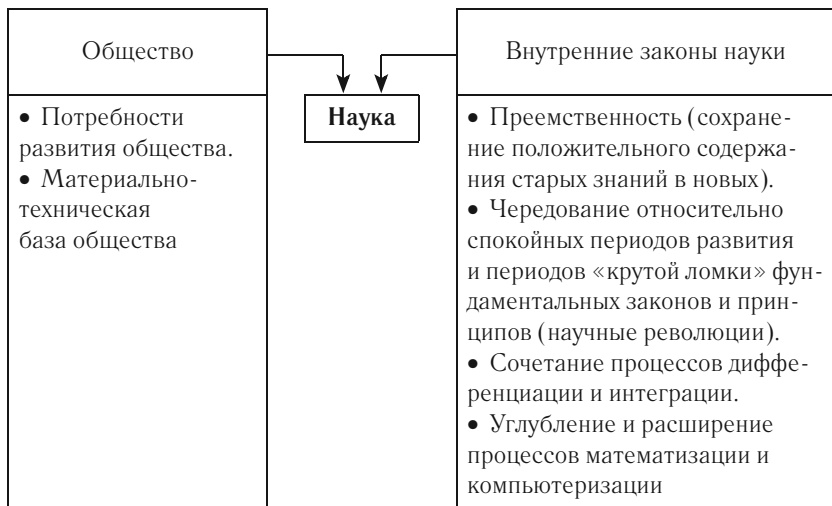 Общество
• Потребности
развития общества.
• Материально-
техническая
база общества
Наука
Внутренние законы науки
• Преемственность (сохране-
ние положительного содержа-
ния старых знаний в новых).
• Чередование относительно
спокойных периодов развития
и периодов «крутой ломки» фун-
даментальных законов и прин-
ципов (научные революции).
• Сочетание процессов диффе-
ренциации и интеграции.
• Углубление и расширение
процессов математизации и
компьютеризации